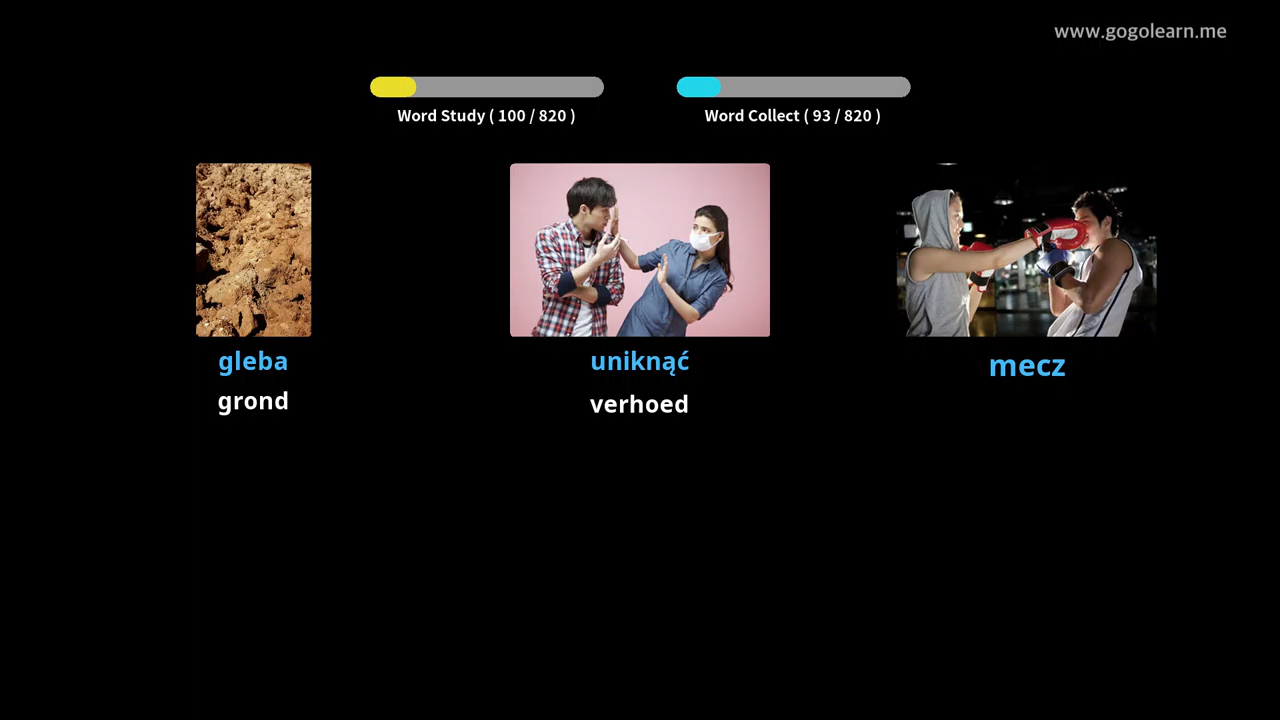 www.gogolearn.me
Word Study ( 100 / 820 )
Word Collect ( 93 / 820 )
gleba
grond
uniknąć
verhoed
mecz